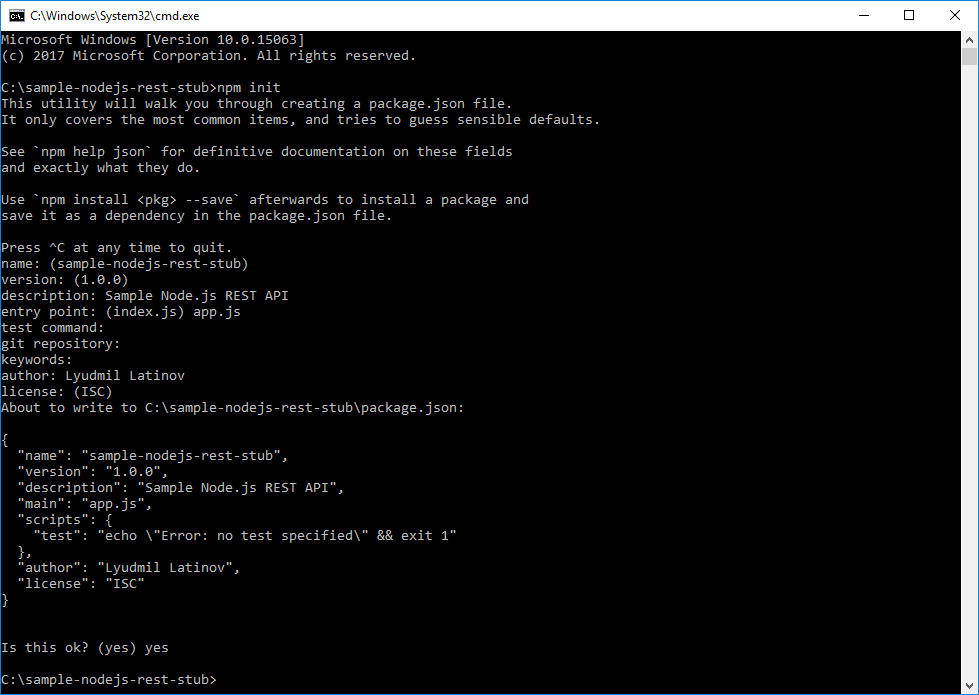 C:\Windows\System32\cmd.exe
Microsoft Windows [Version 10.0.15063]
(c) 2017 Microsoft Corporation. All rights reserved.
C:\sample-nodejs-rest-stub>npm init
This utility will walk you through creating a package.json file.
It only covers the most common items, and tries to guess sensible defaults.
See `npm help json` for definitive documentation on these fields
and exactly what they do.
Use `npm install <pkg> --save` afterwards to install a package and
save it as a dependency in the package.json file.
Press ^C at any time to quit.
name: (sample-nodejs-rest-stub)
version: (1.0.0)
description: Sample Node.js REST API
entry point: (index.js) app.js
test command:
git repository:
keywords:
author: Lyudmil Latinov
license: (ISC)
About to write to C:\sample-nodejs-rest-stub\package.json:
{
  "name": "sample-nodejs-rest-stub",
  "version": "1.0.0",
  "description": "Sample Node.js REST API",
  "main": "app.js",
  "scripts": {
    "test": "echo \"Error: no test specified\" && exit 1"
  },
  "author": "Lyudmil Latinov",
  "license": "ISC"
}
Is this ok? (yes) yes
C:\sample-nodejs-rest-stub>